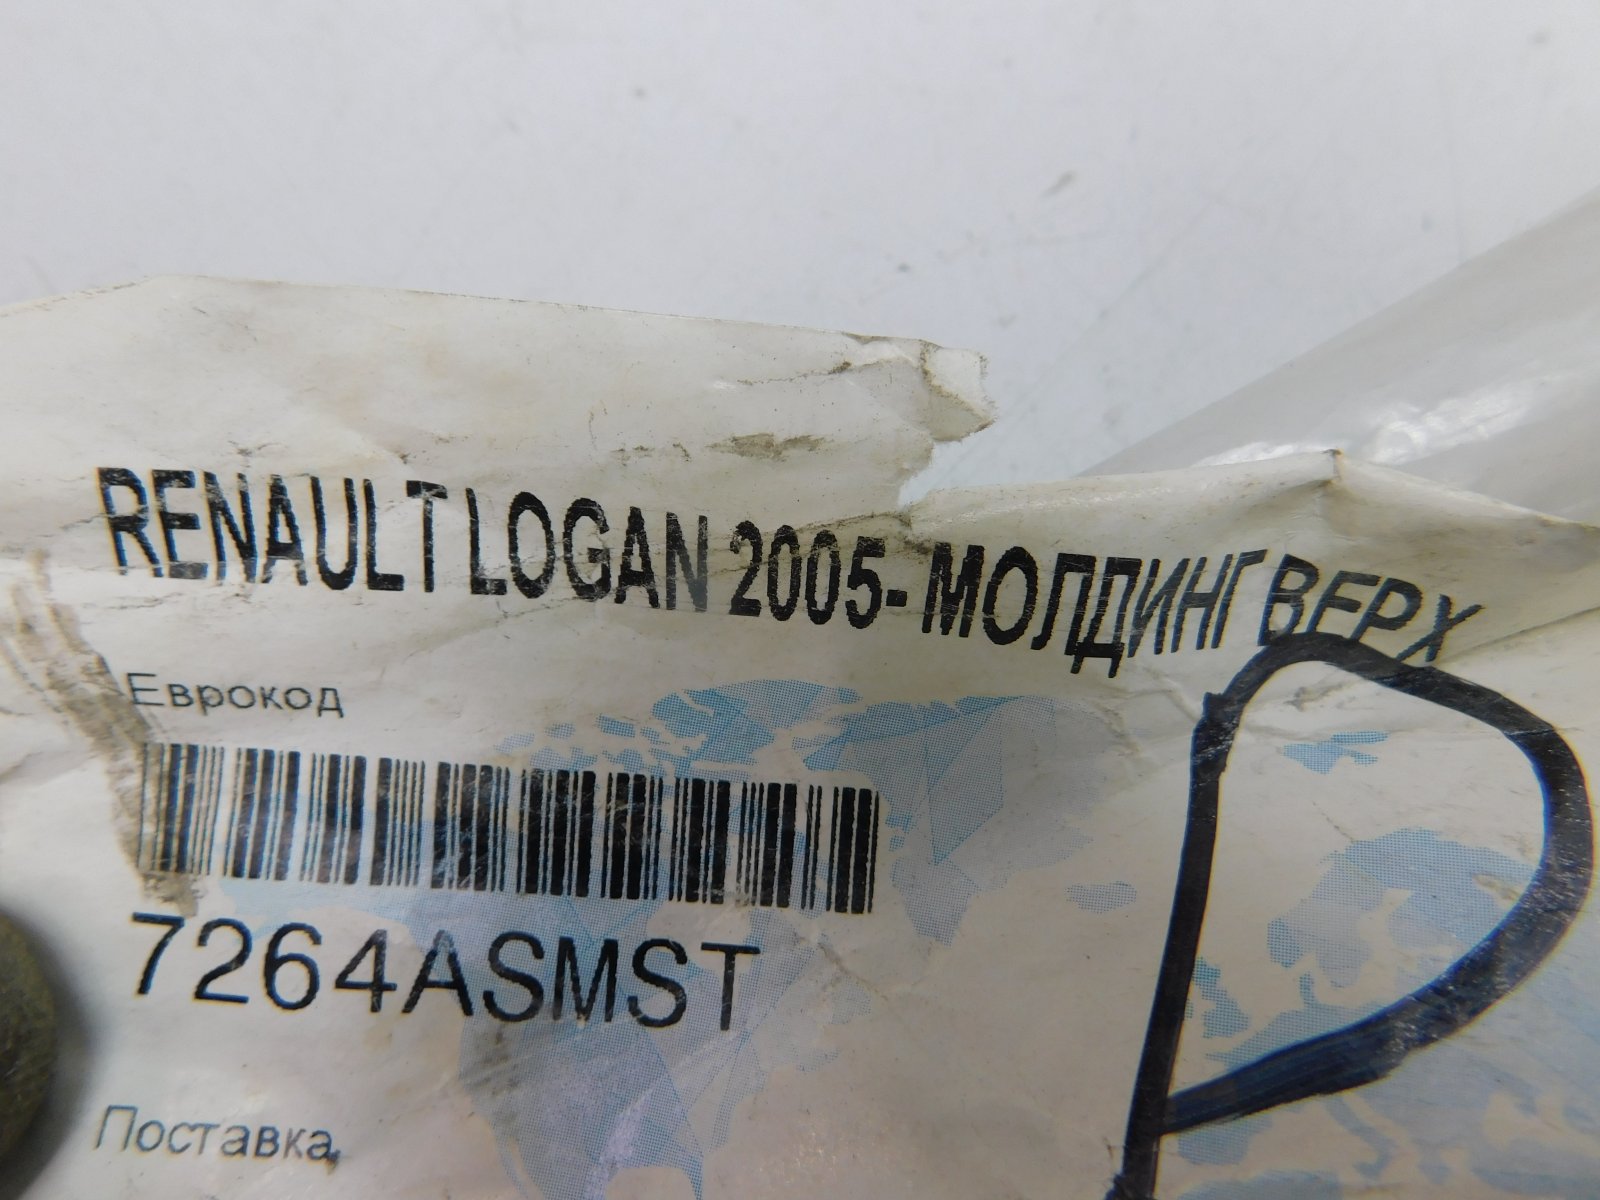 RENAULT LOGAN 2005- МОЛДИНГ ВЕРХ
Еврокод
7264ASMST
Поставка
Р